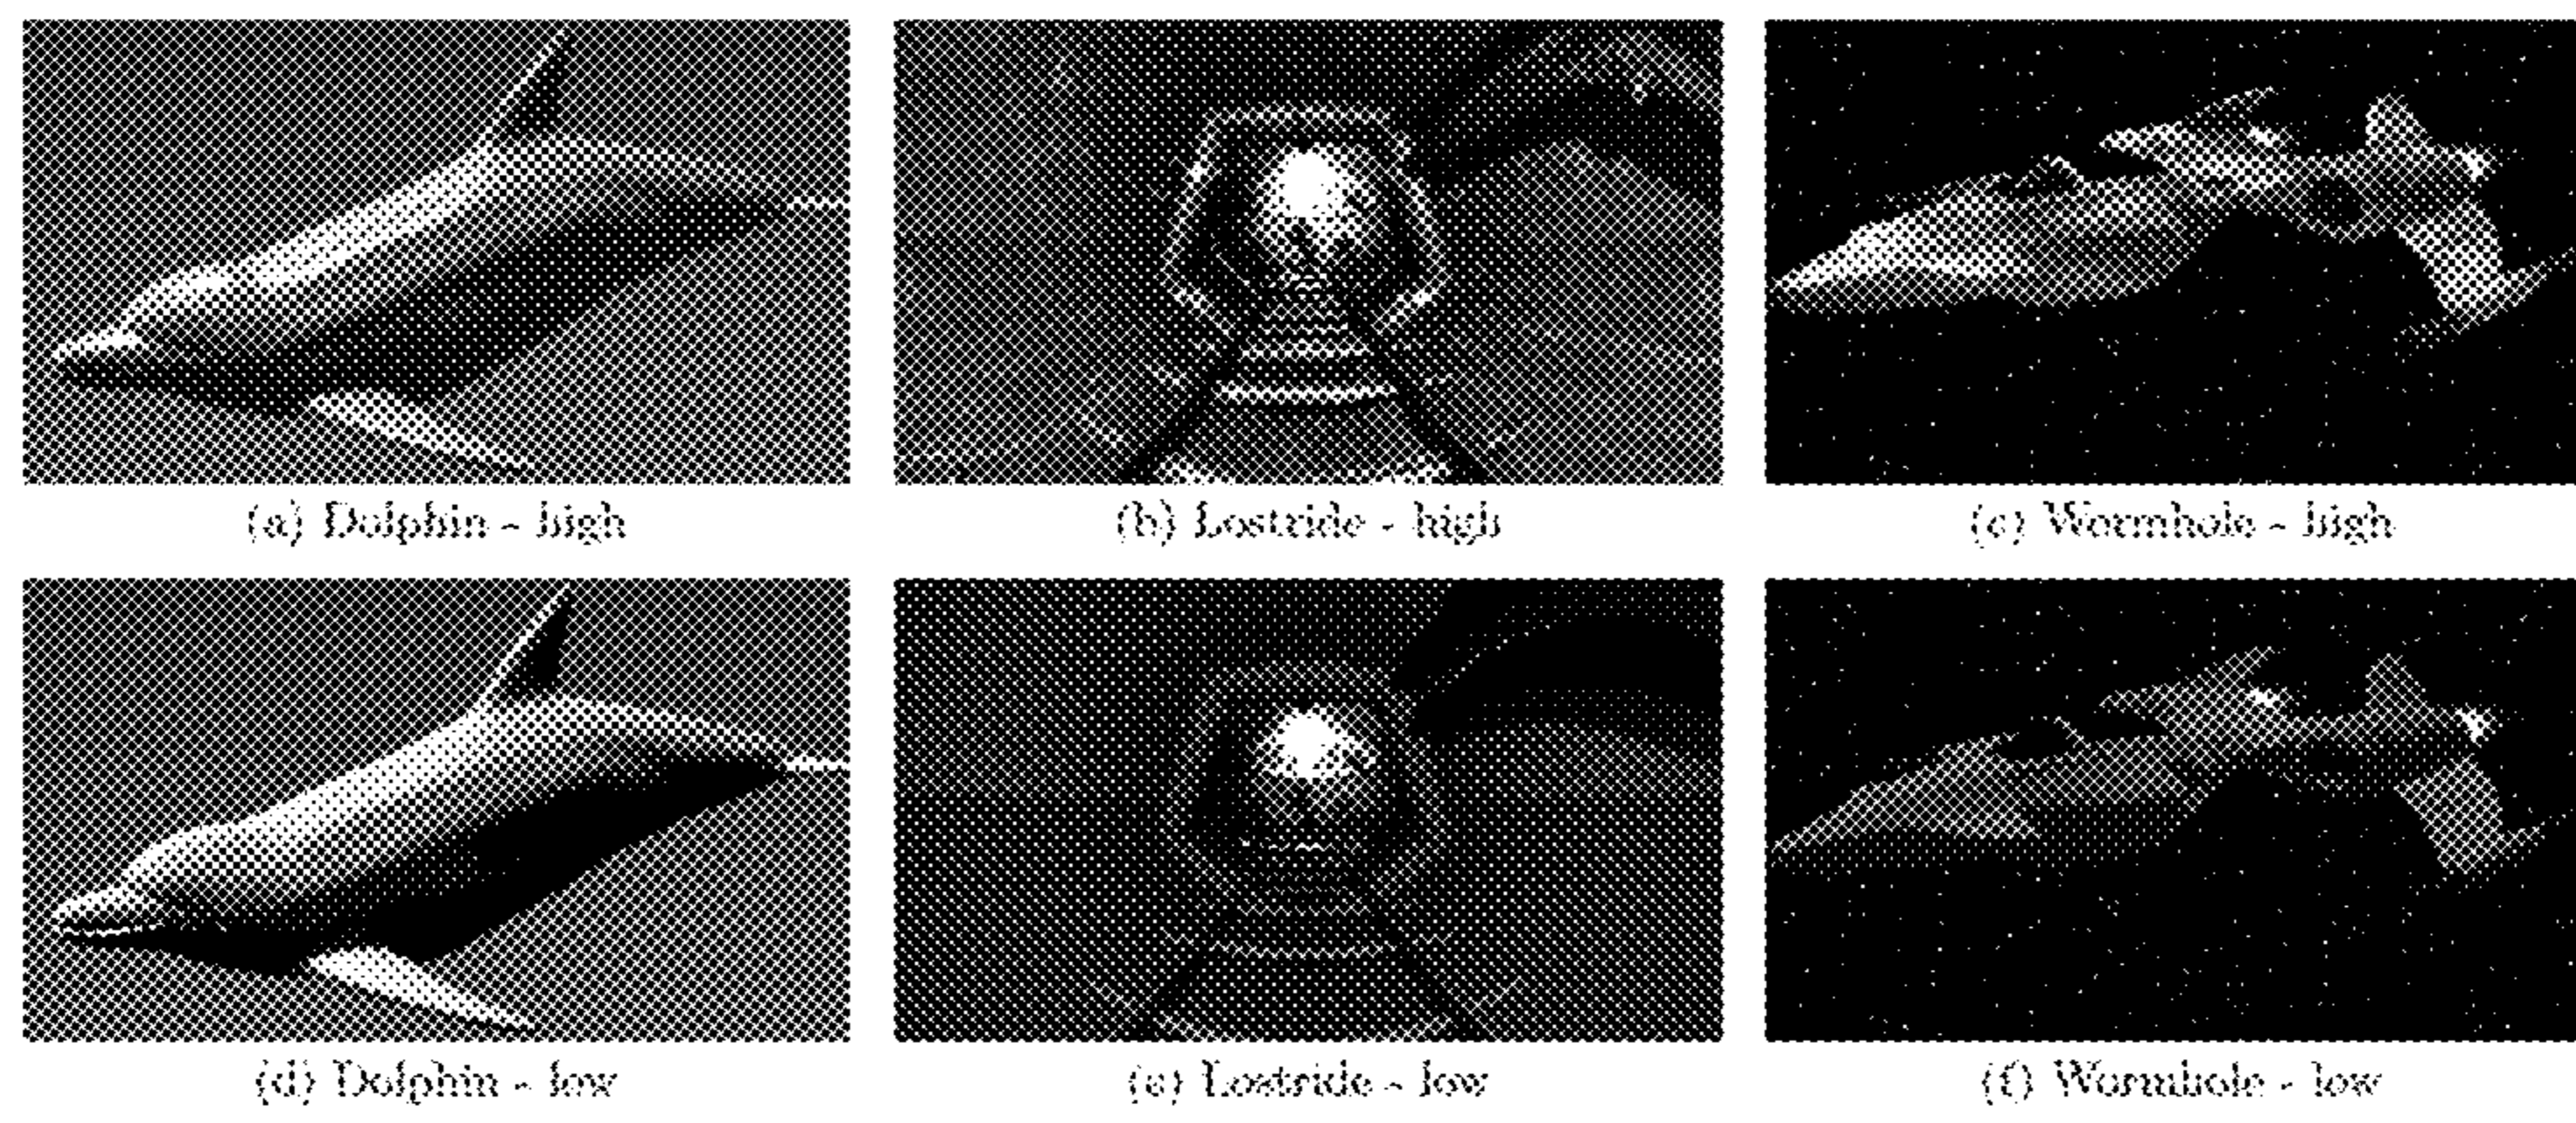 (a) Dolphin - high
(b) Lostride - high
(c) Wormhole - high
(d) Dolphin - low
(e) Lostride - low
(f) Wormhole - low